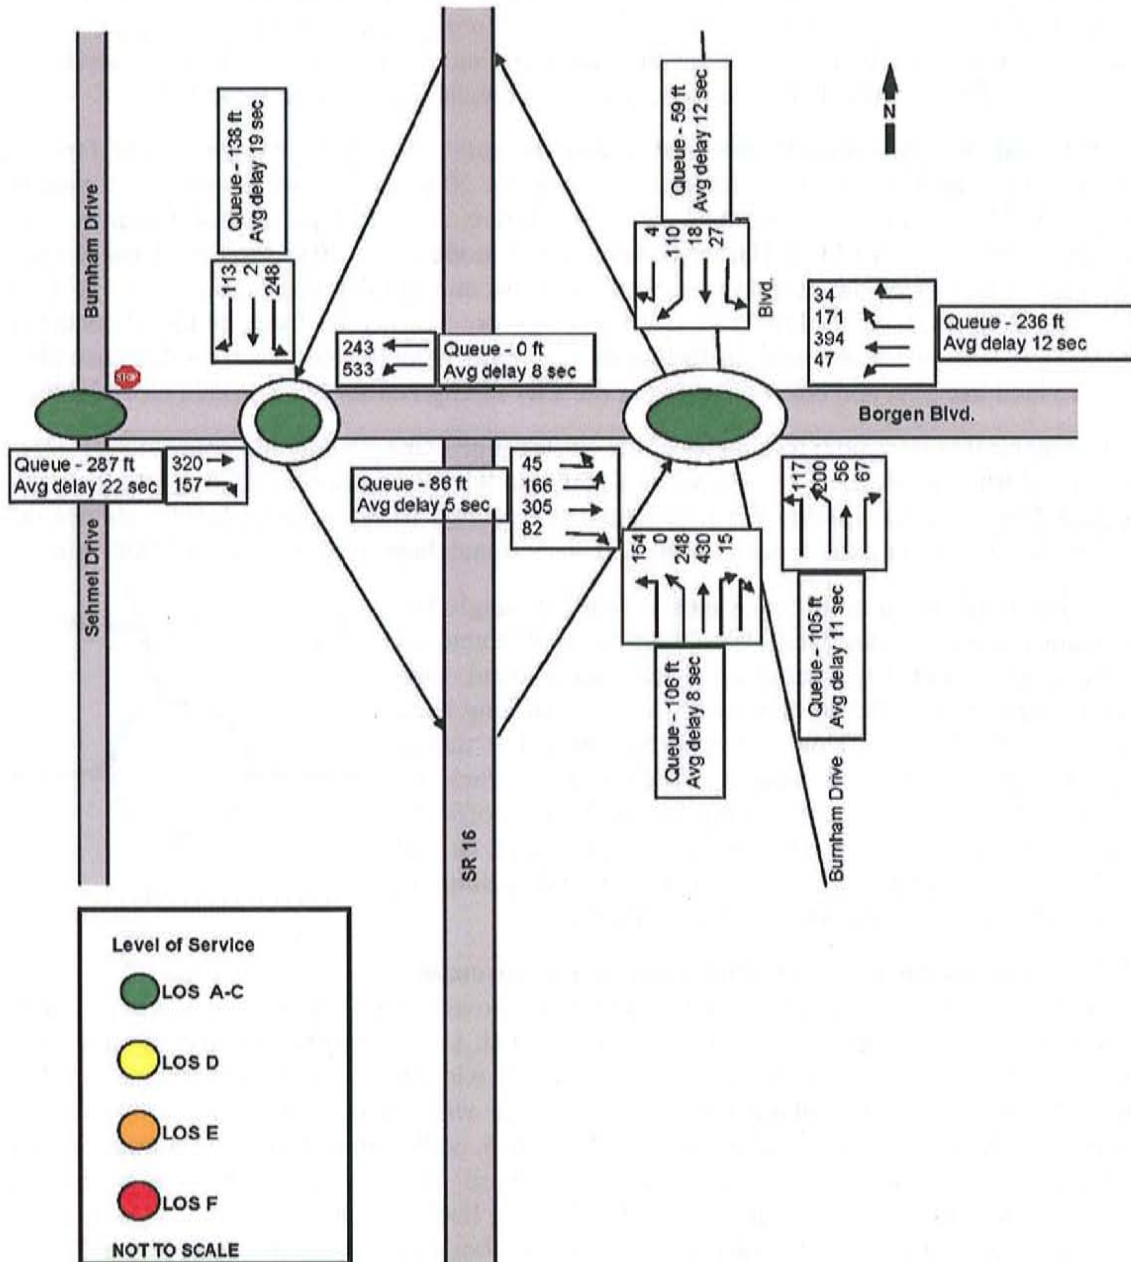 Burnham Drive
Queue - 138 ft
Avg delay 19 sec
113
2
248
Queue - 59 ft
Avg delay 12 sec
4
110
18
27
Blvd.
N
34
171
394
47
Queue - 236 ft
Avg delay 12 sec
243
533
Queue - 0 ft
Avg delay 8 sec
STOP
Borgen Blvd.
Queue - 287 ft
Avg delay 22 sec
320
157
Queue - 86 ft
Avg delay 5 sec
45
166
305
82
154
0
248
430
15
Queue - 106 ft
Avg delay 8 sec
117
200
56
67
Queue - 105 ft
Avg delay 11 sec
Sehmel Drive
SR 16
Burnham Drive
Level of Service
LOS A-C
LOS D
LOS E
LOS F
NOT TO SCALE